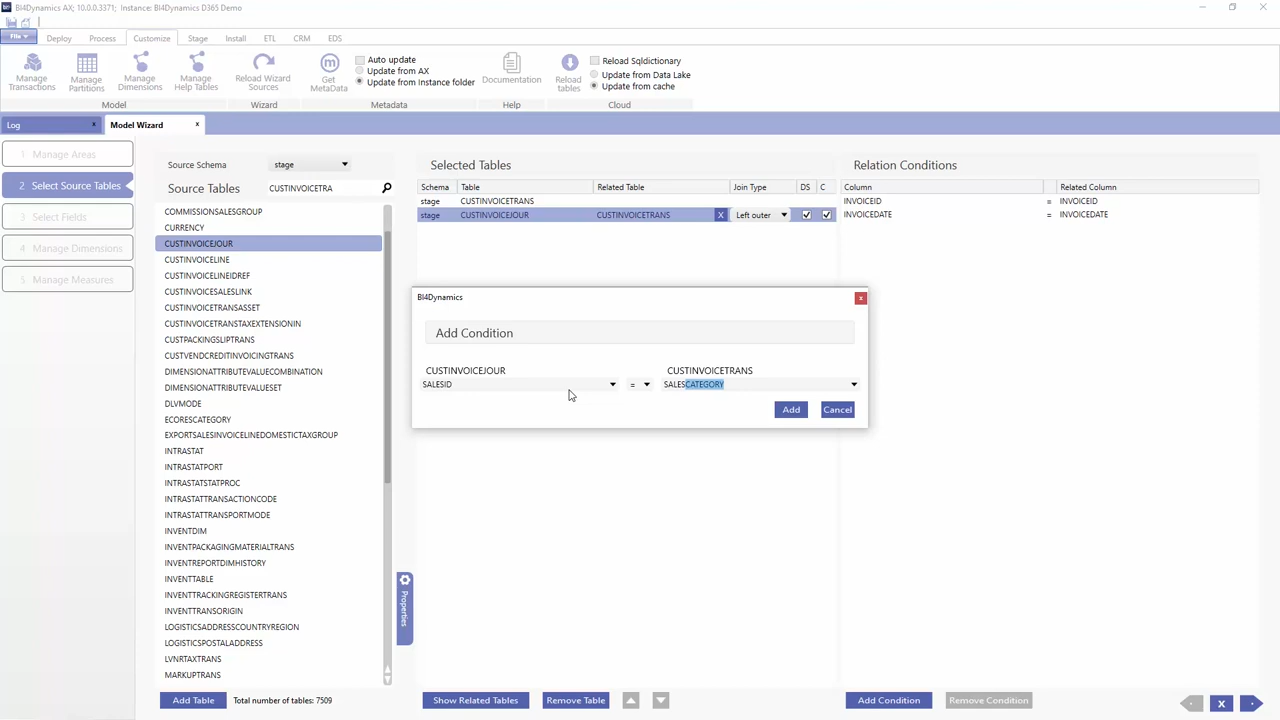 BI4Dynamics AX; 10.0.0.3371; Instance: BI4Dynamics D365 Demo
File Deploy Process Customize Stage Install ETL CRM EDS
Manage Transactions
Manage Partitions
Manage Dimensions
Manage Help Tables
Model
Reload Wizard Sources
Wizard
Get MetaData
Auto update
Update from AX
Update from Instance folder
Metadata
Documentation
Help
Reload tables
Reload Sqldictionary
Update from Data Lake
Update from cache
Cloud
Log x
Model Wizard x
1 Manage Areas
2 Select Source Tables
3 Select Fields
4 Manage Dimensions
5 Manage Measures
Source Schema stage
Source Tables CUSTINVOICETRA
COMMISSIONSALESGROUP
CURRENCY
CUSTINVOICEJOUR
CUSTINVOICELINE
CUSTINVOICELINEIDREF
CUSTINVOICESALESLINK
CUSTINVOICETRANSASSET
CUSTINVOICETRANSTAXEXTENSIONIN
CUSTPACKINGSLIPTRANS
CUSTVENDCREDITINVOICINGTRANS
DIMENSIONATTRIBUTEVALUECOMBINATION
DIMENSIONATTRIBUTEVALUESET
DLVMODE
ECORESCATEGORY
EXPORTSALESINVOICELINEDOMESTICTAXGROUP
INTRASTAT
INTRASTATPORT
INTRASTATSTATPROC
INTRASTATTRANSACTIONCODE
INTRASTATTRANSPORTMODE
INVENTDIM
INVENTPACKAGINGMATERIALTRANS
INVENTREPORTDIMHISTORY
INVENTTABLE
INVENTTRACKINGREGISTERTRANS
INVENTTRANSORIGIN
LOGISTICSADDRESSCOUNTRYREGION
LOGISTICSPOSTALADDRESS
LVNRTAXTRANS
MARKUPTRANS
Add Table Total number of tables: 7509
Properties
Selected Tables
Schema Table Related Table Join Type DS C
stage CUSTINVOICETRANS
stage CUSTINVOICEJOUR CUSTINVOICETRANS X Left outer
Show Related Tables Remove Table
Relation Conditions
Column Related Column
INVOICEID = INVOICEID
INVOICEDATE = INVOICEDATE
Add Condition Remove Condition X
BI4Dynamics x
Add Condition
CUSTINVOICEJOUR CUSTINVOICETRANS
SALESID = SALESCATEGORY
Add Cancel